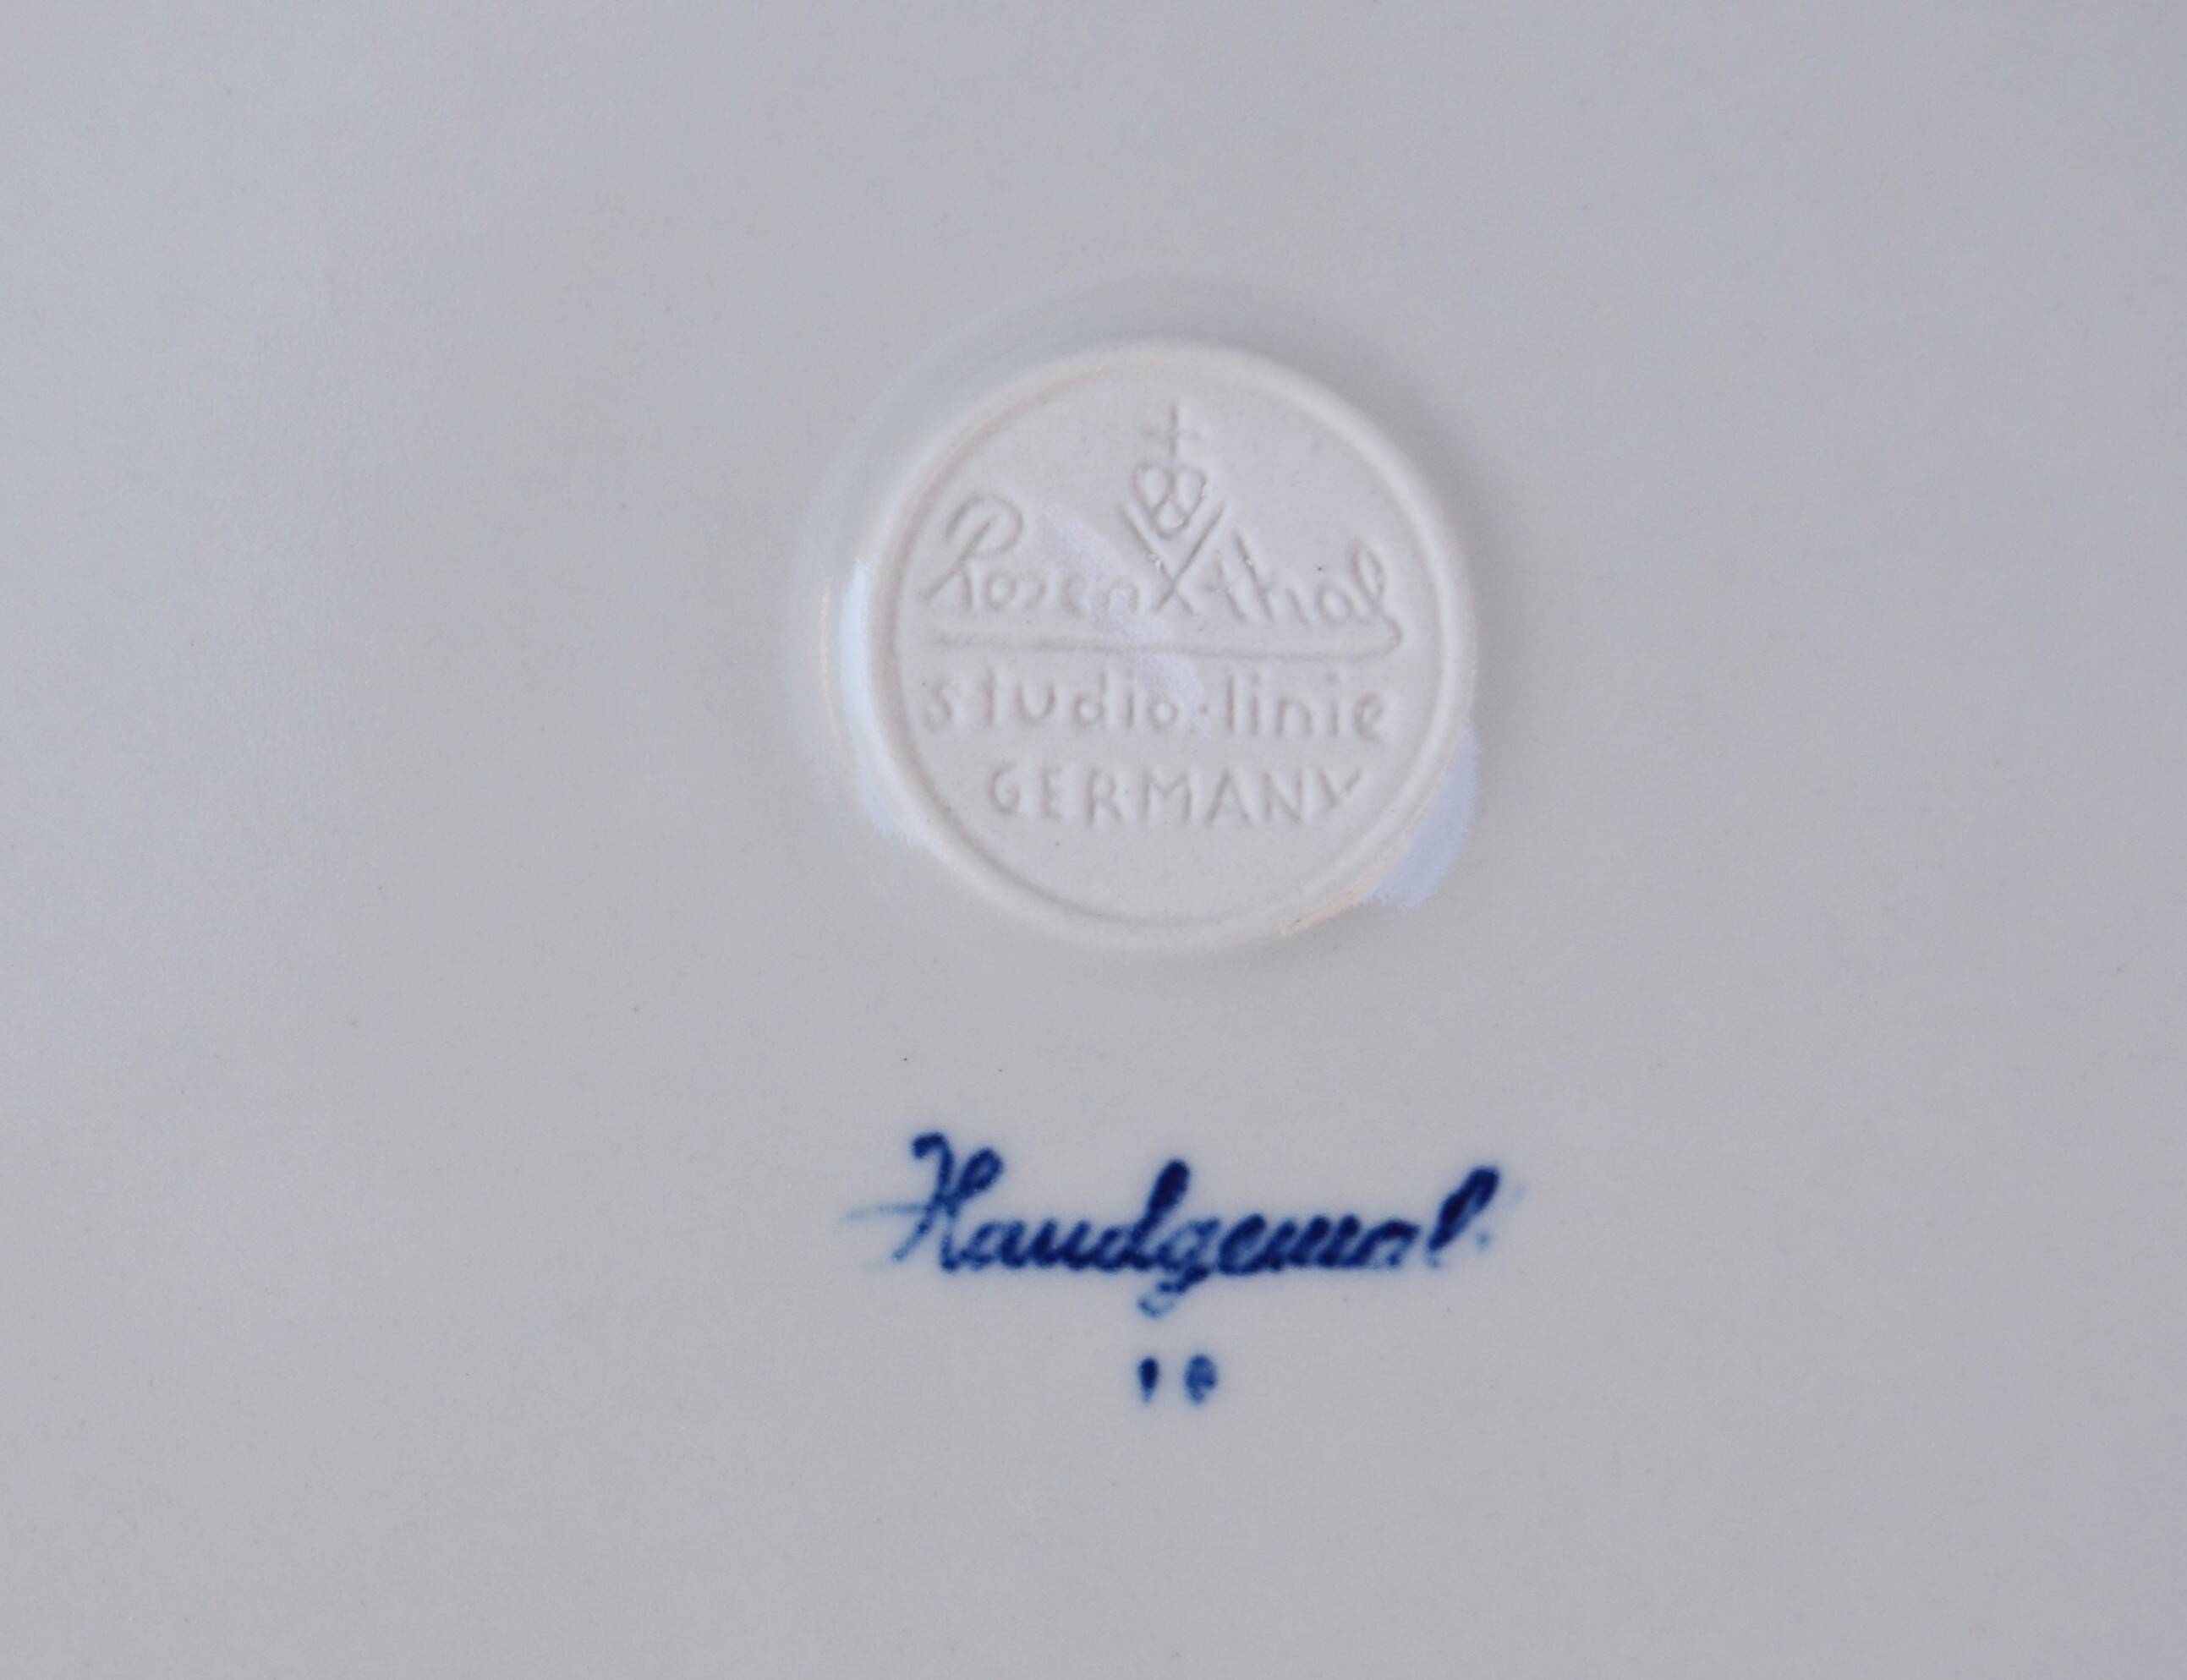 Rosenthal
studio-linie
GERMANY
Handgemalt